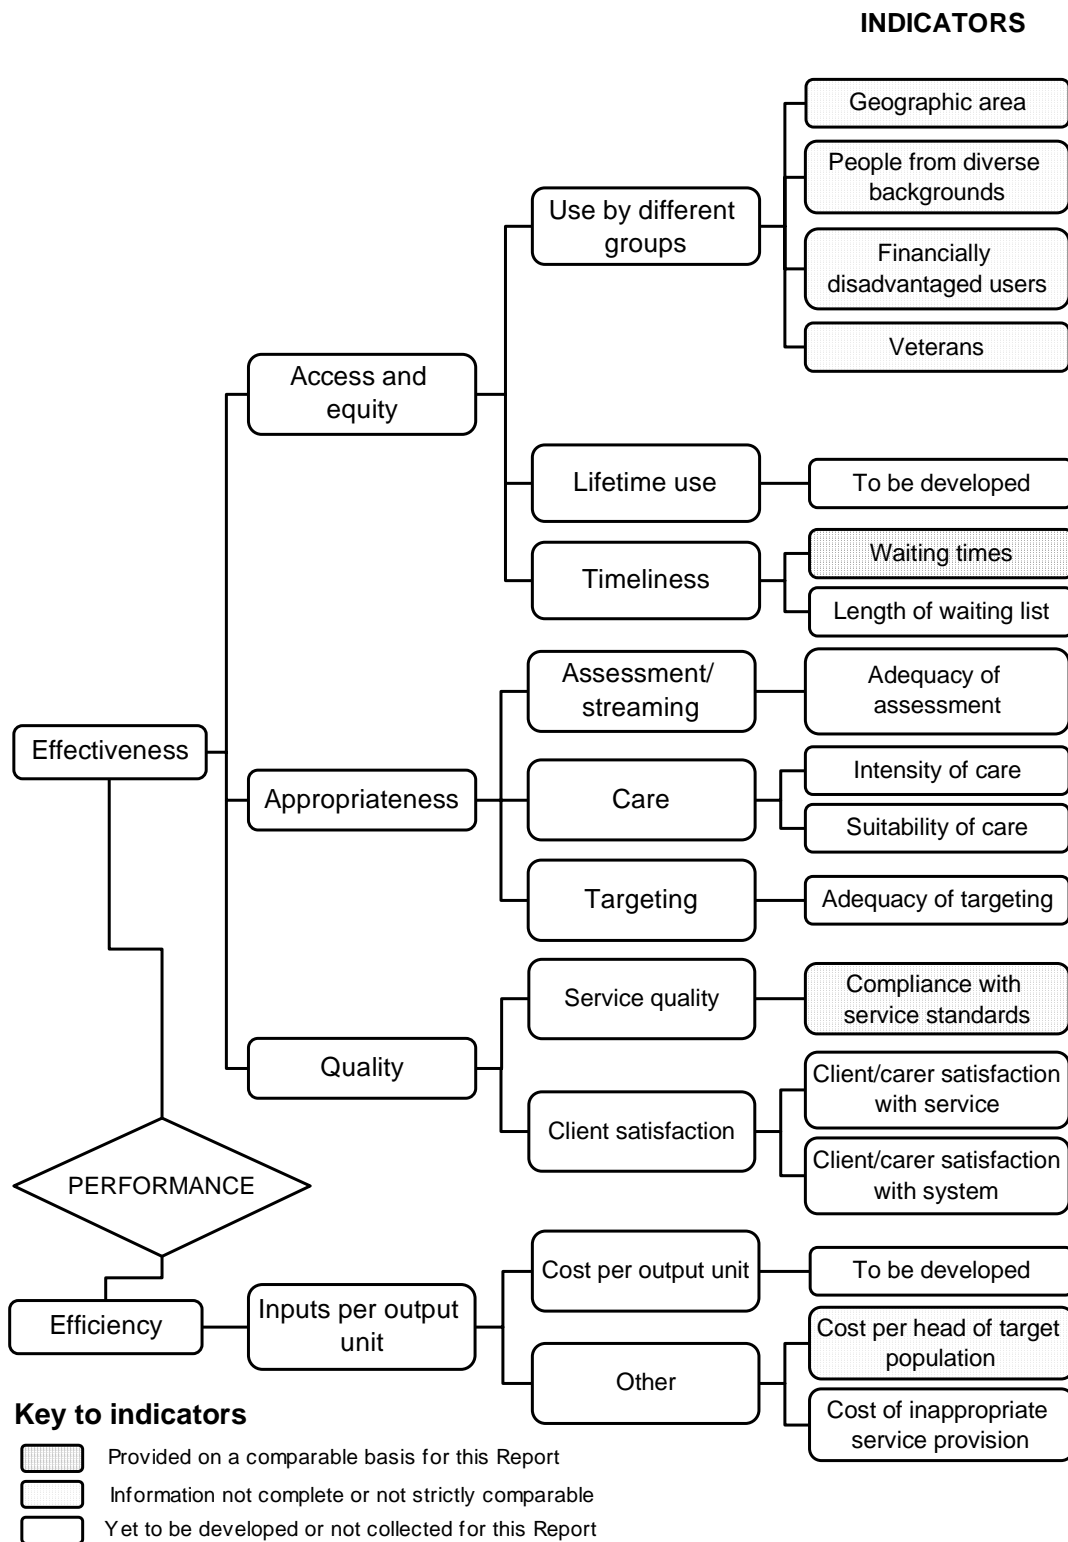 INDICATORS
Geographic area
People from diverse
backgrounds
Use by different
groups
Financially
disadvantaged users
Veterans
Access and
equity
Lifetime use
To be developed
Timeliness
Waiting times
Length of waiting list
Assessment/
streaming
Adequacy of
assessment
Effectiveness
Appropriateness
Care
Intensity of care
Suitability of care
Targeting
Adequacy of targeting
Service quality
Compliance with
service standards
Quality
Client satisfaction
Client/carer satisfaction
with service
Client/carer satisfaction
with system
PERFORMANCE
Cost per output unit
To be developed
Efficiency
Inputs per output
unit
Cost per head of target
population
Other
Cost of inappropriate
service provision
Key to indicators
Provided on a comparable basis for this Report
Information not complete or not strictly comparable
Yet to be developed or not collected for this Report